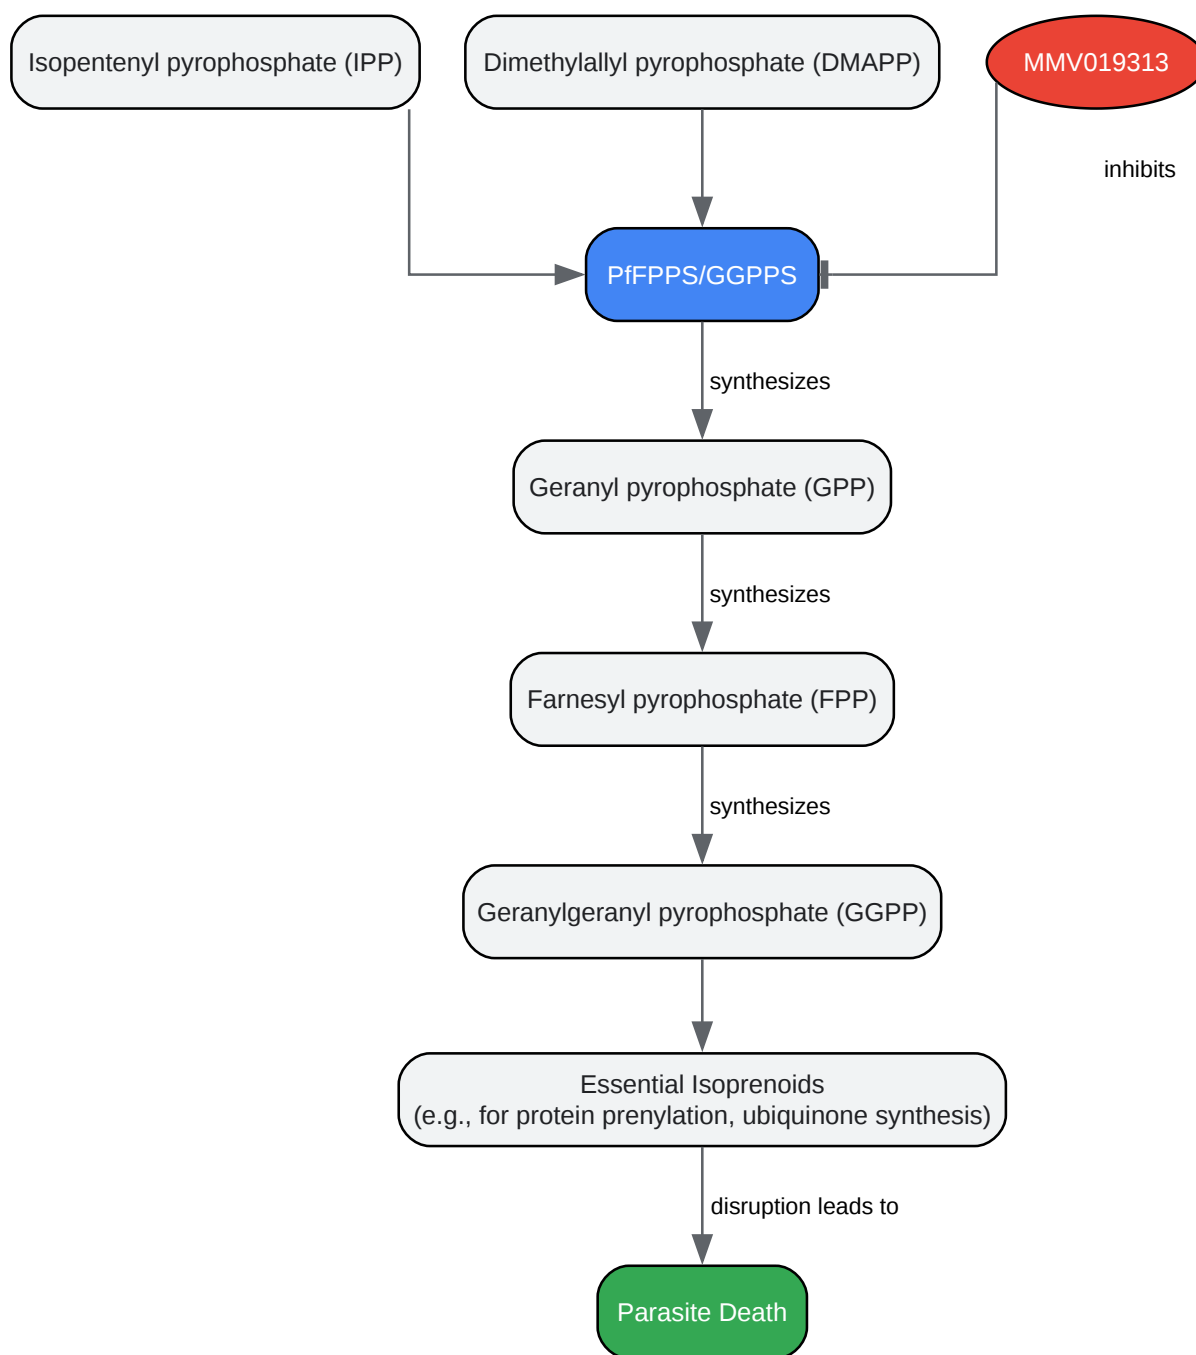 Isopentenyl pyrophosphate (IPP)
Dimethylallyl pyrophosphate (DMAPP)
MMV019313
inhibits
PfFPPS/GGPPS
synthesizes
Geranyl pyrophosphate (GPP)
synthesizes
Farnesyl pyrophosphate (FPP)
synthesizes
Geranylgeranyl pyrophosphate (GGPP)
Essential Isoprenoids
(e.g., for protein prenylation, ubiquinone synthesis)
disruption leads to
Parasite Death